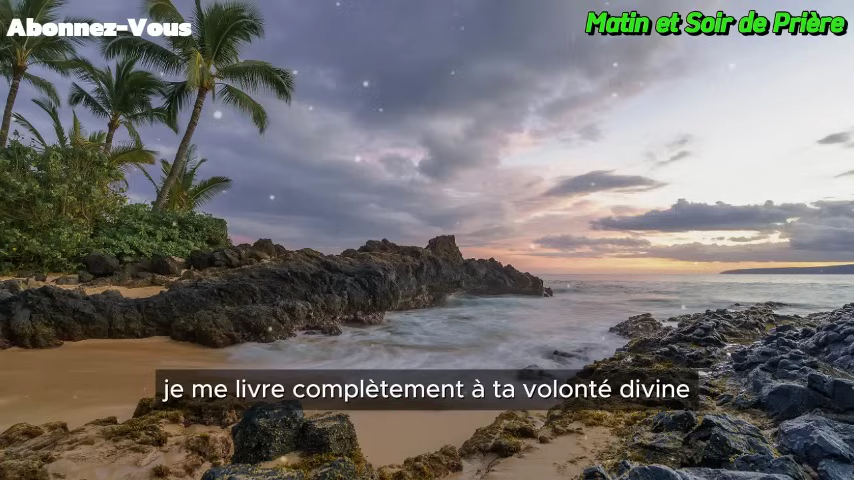 Abonnez-Vous
Matin et Soir de Prière
je me livre complètement à ta volonté divine